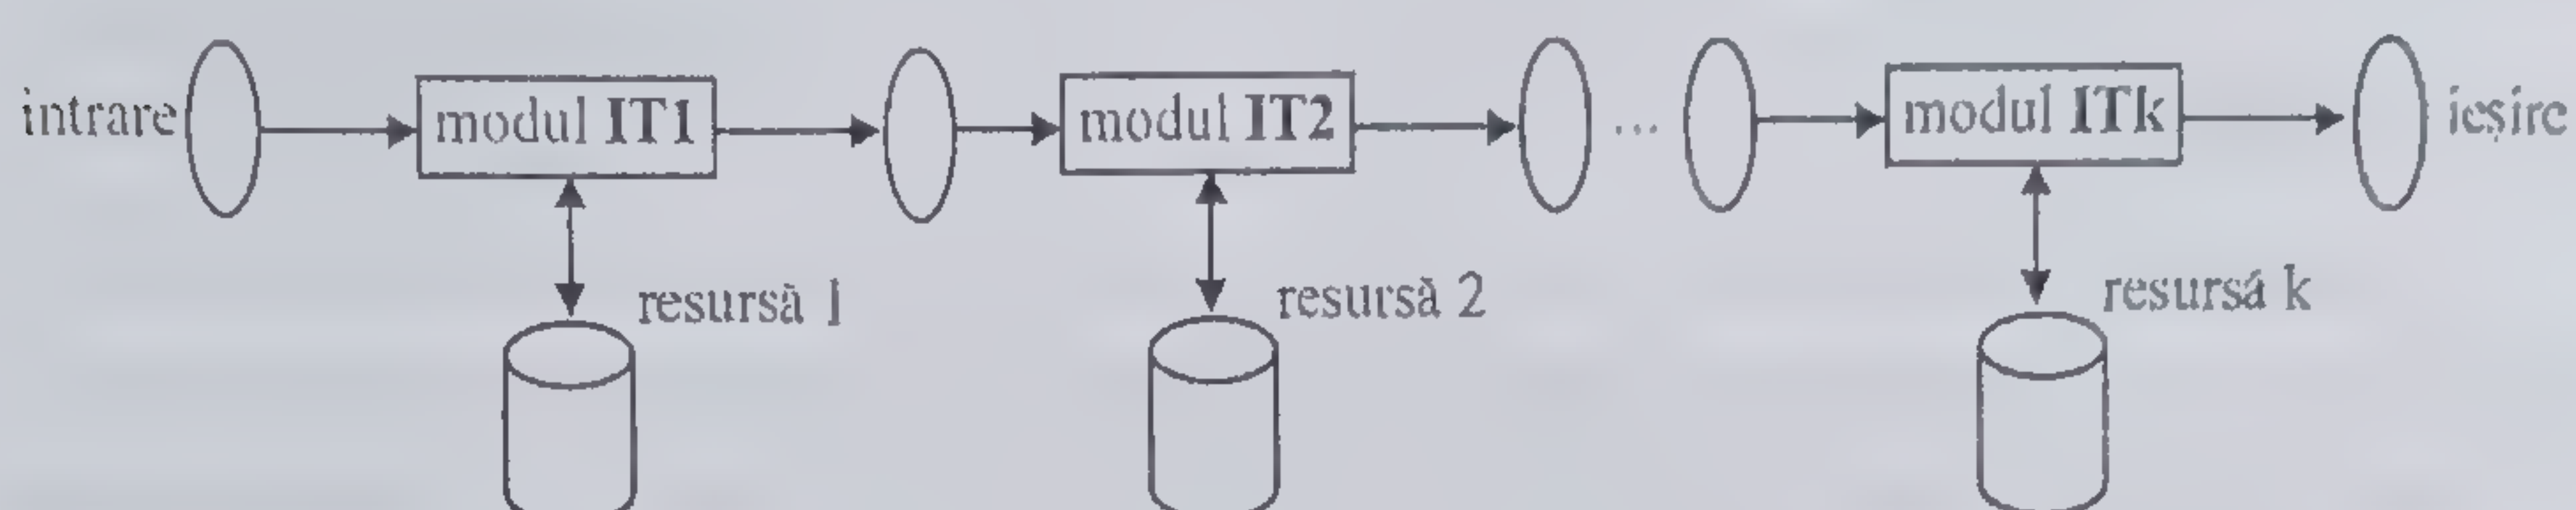 intrare modul IT1 modul IT2 ... modul ITk ieșire
resursă 1 resursă 2 resursă k